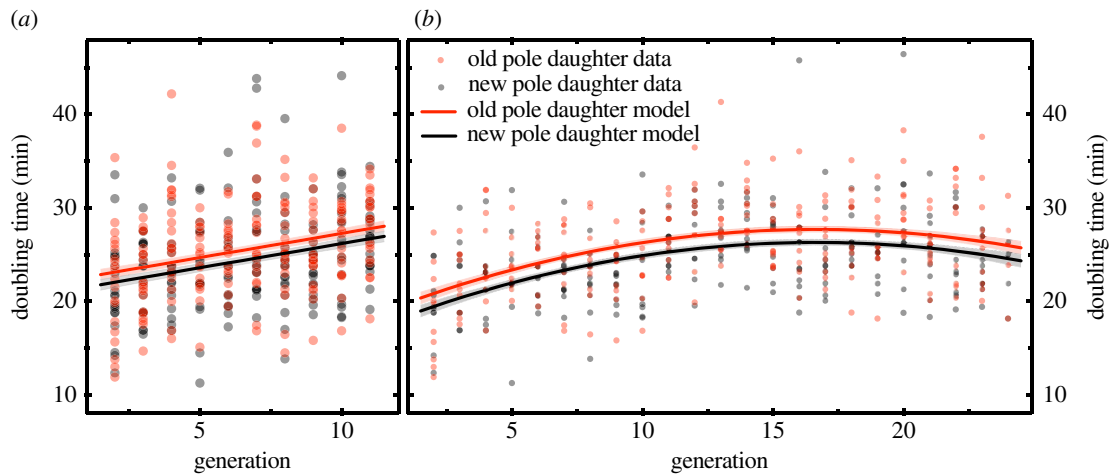 (a)
(b)
old pole daughter data
new pole daughter data
old pole daughter model
new pole daughter model
doubling time (min)
40
30
20
10
5
10
generation
5
10
15
20
generation
40
30
20
10
doubling time (min)